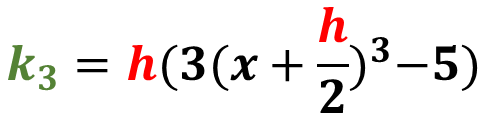 k₃ = h(3(x + h/2)³−5)